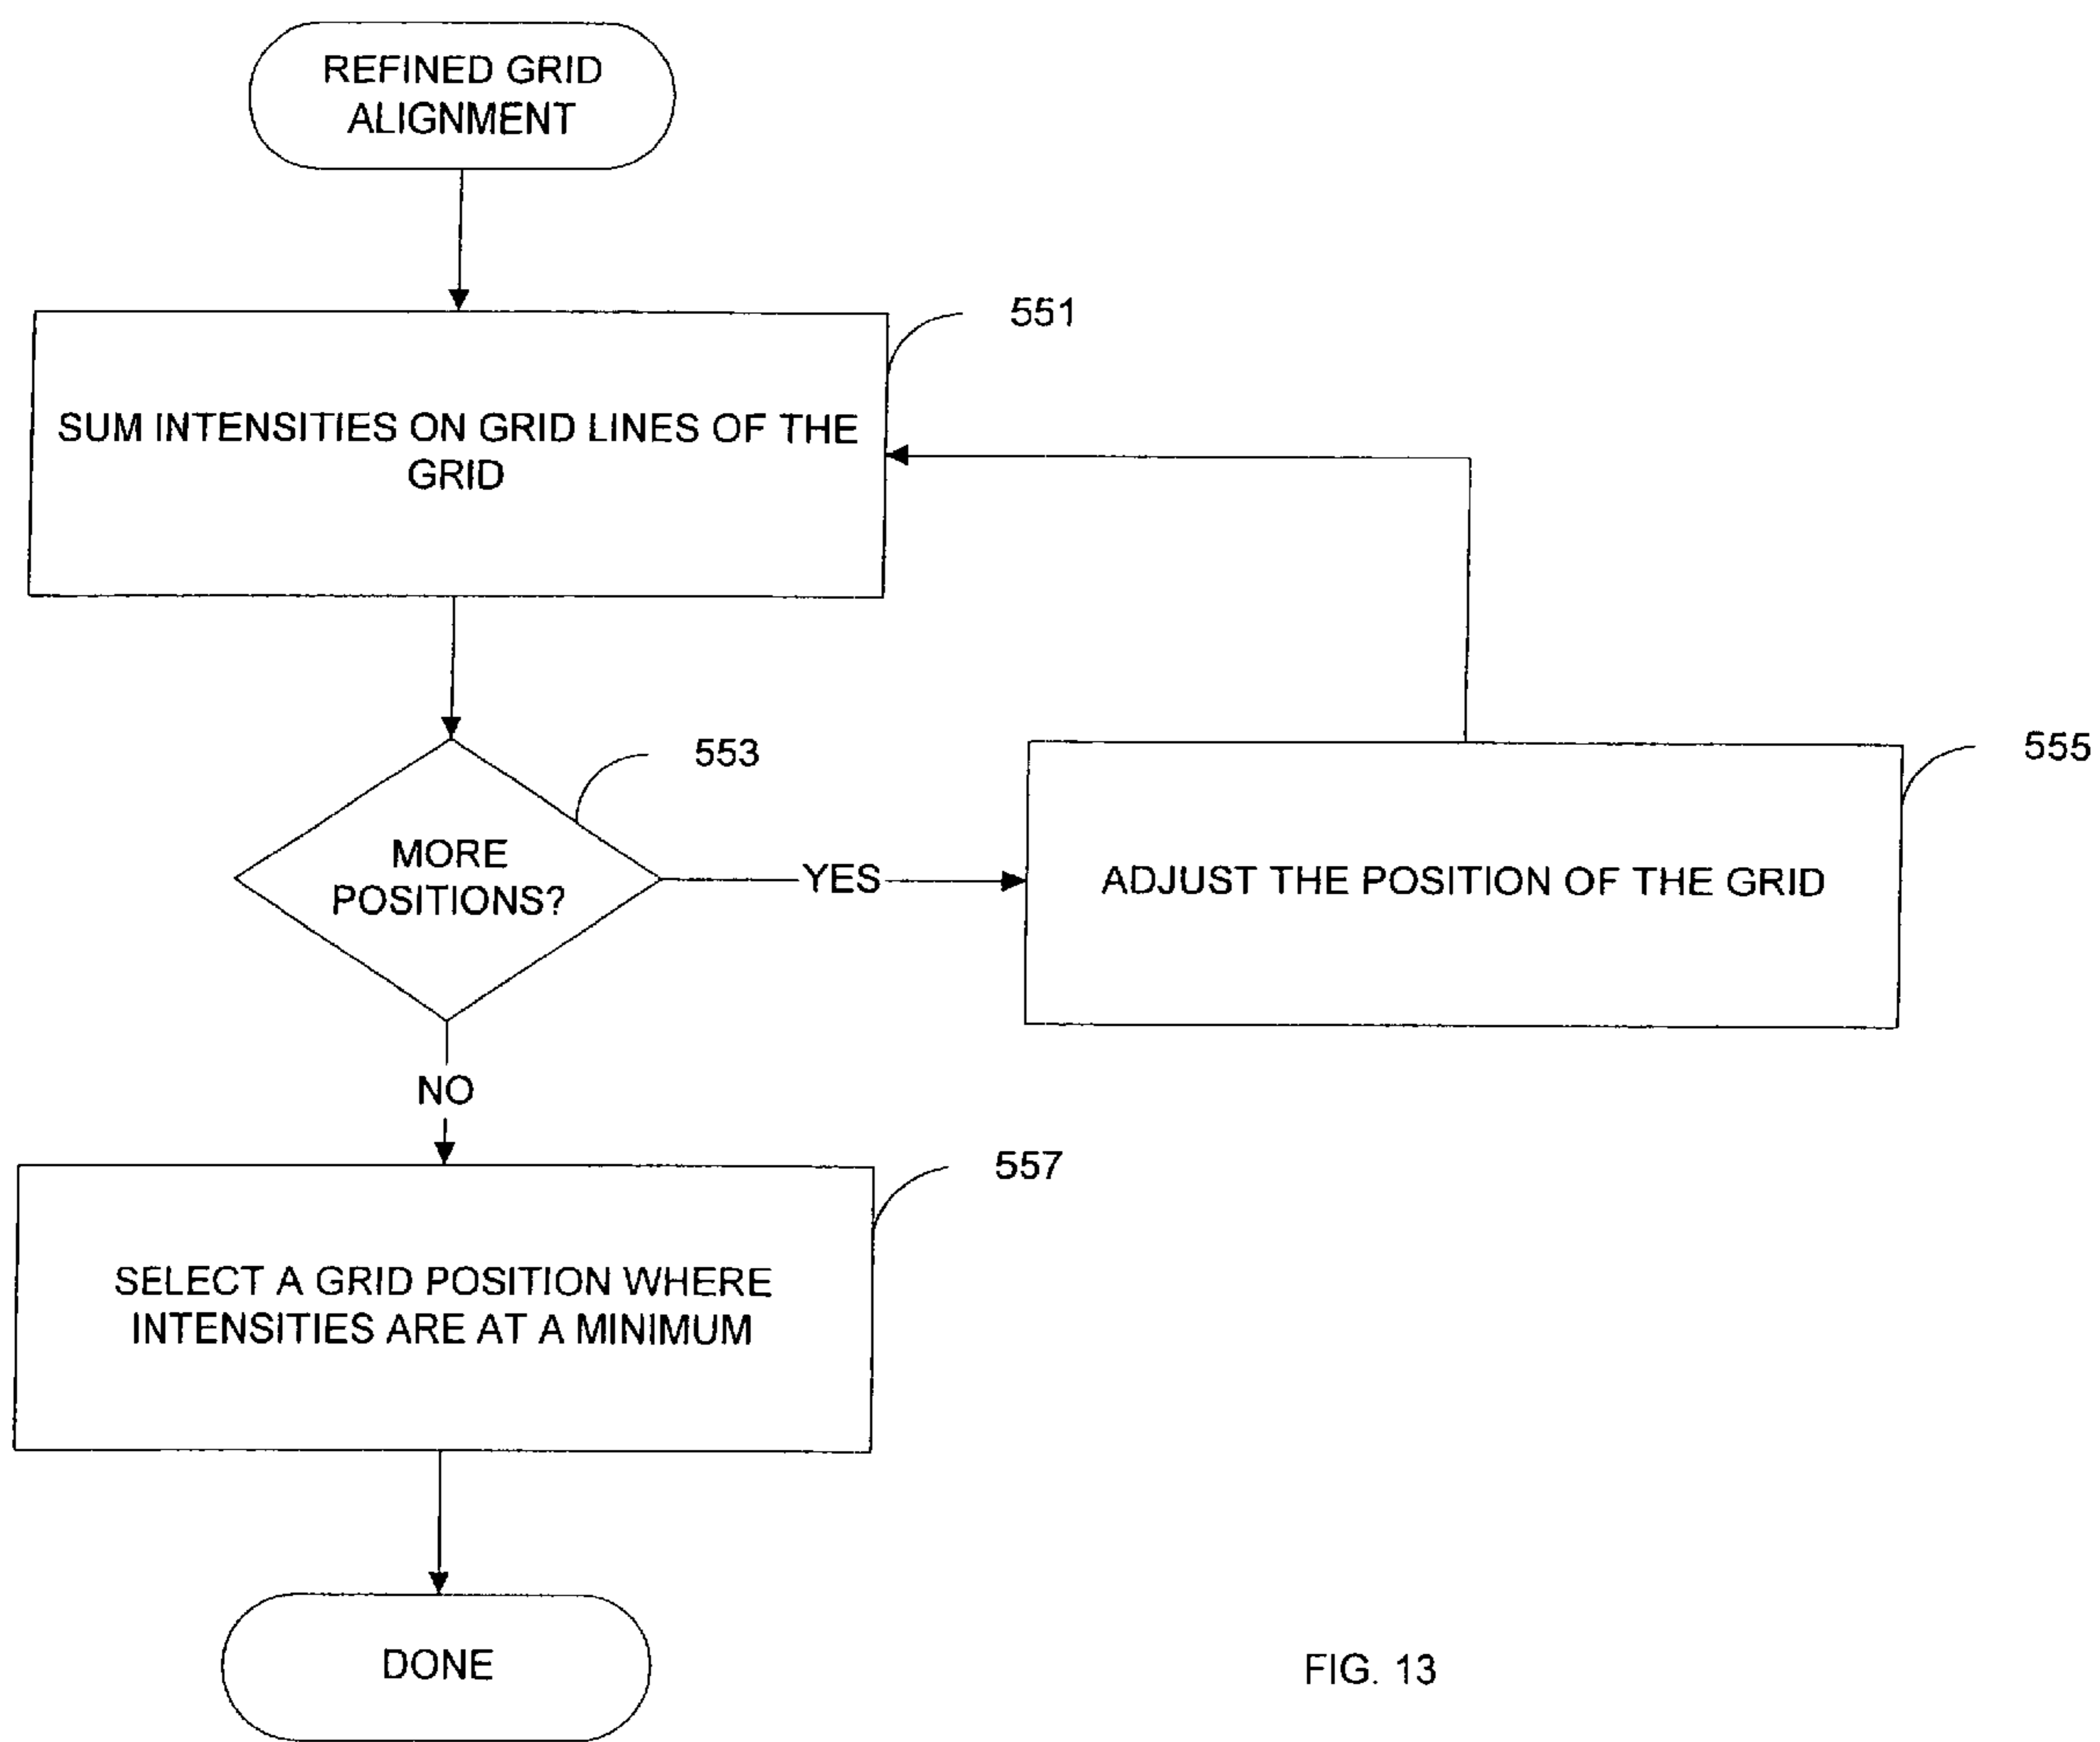 REFINED GRID
ALIGNMENT
551
SUM INTENSITIES ON GRID LINES OF THE
GRID
553
MORE
POSITIONS?
YES
555
ADJUST THE POSITION OF THE GRID
NO
557
SELECT A GRID POSITION WHERE
INTENSITIES ARE AT A MINIMUM
DONE
FIG. 13